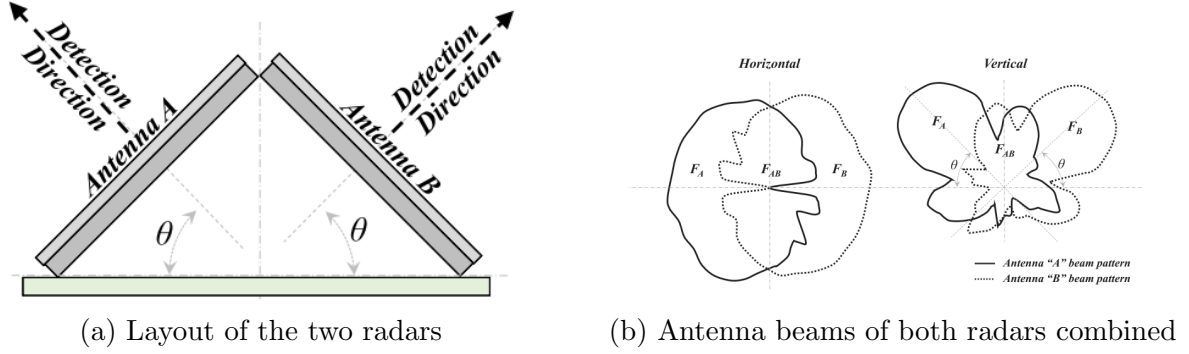 Detection
Direction
Antenna A
Detection
Direction
Antenna B
θ
θ
(a) Layout of the two radars
Horizontal
F_A
F_AB
F_B
Vertical
F_A
F_AB
F_B
θ
θ
Antenna “A” beam pattern
Antenna “B” beam pattern
(b) Antenna beams of both radars combined